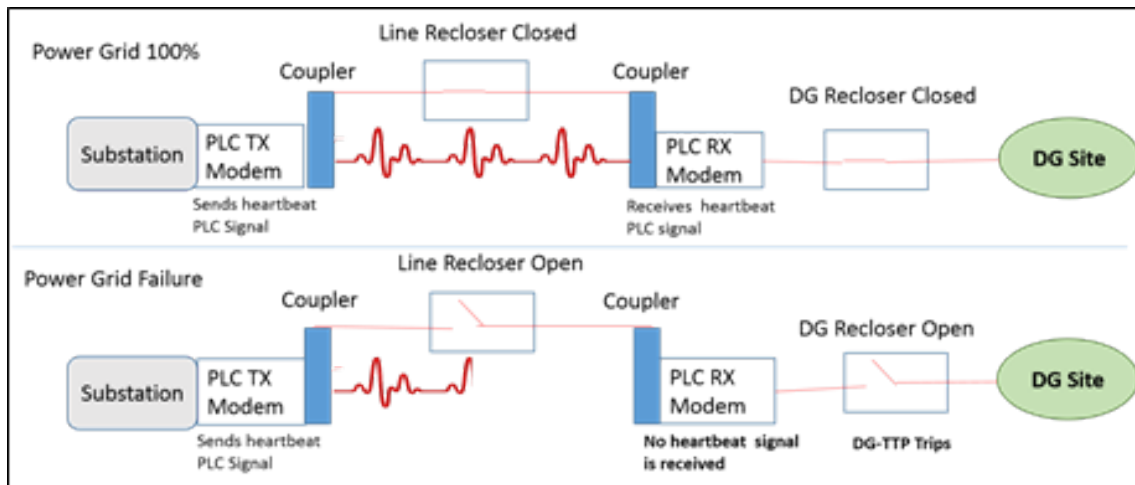 Power Grid 100%
Line Recloser Closed
Coupler
Coupler
DG Recloser Closed
Substation
PLC TX
Modem
PLC RX
Modem
DG Site
Sends heartbeat
PLC Signal
Receives heartbeat
PLC signal
Power Grid Failure
Line Recloser Open
Coupler
Coupler
DG Recloser Open
Substation
PLC TX
Modem
PLC RX
Modem
DG Site
Sends heartbeat
PLC Signal
No heartbeat signal
is received
DG-TTP Trips